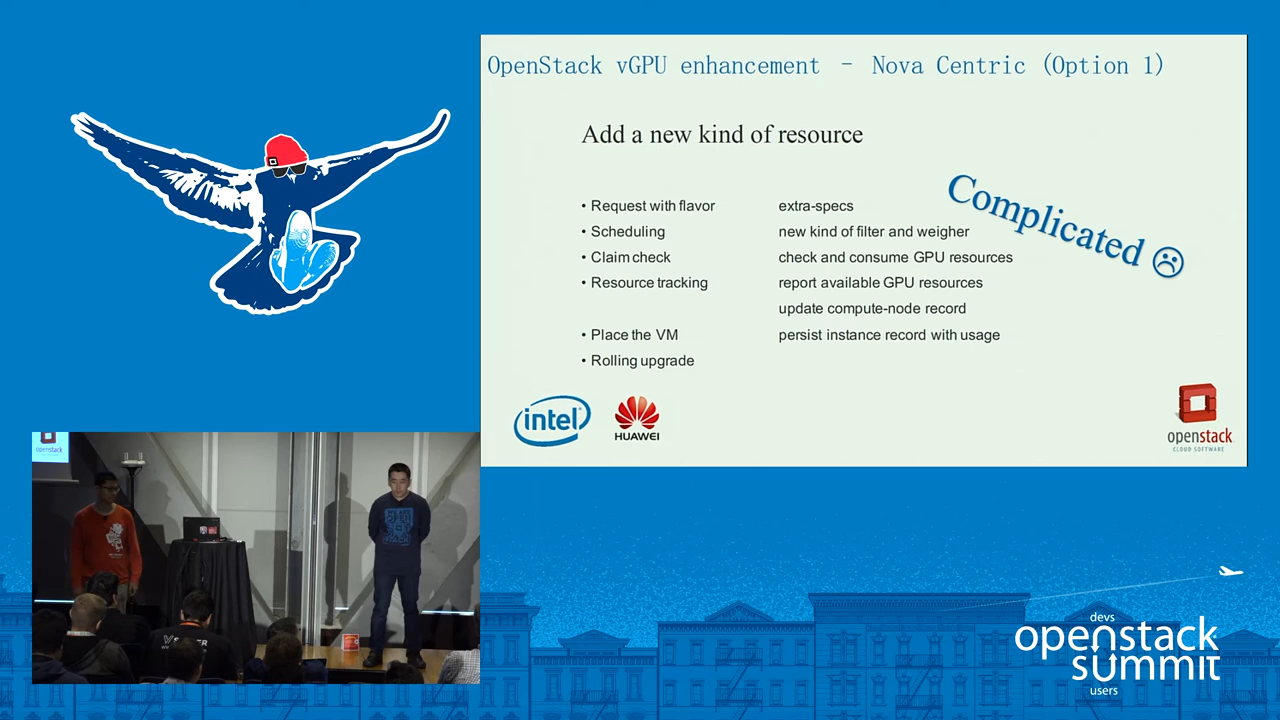 OpenStack vGPU enhancement - Nova Centric (Option 1)
Add a new kind of resource
Complicated ☹
• Request with flavor extra-specs
• Scheduling new kind of filter and weigher
• Claim check check and consume GPU resources
• Resource tracking report available GPU resources
update compute-node record
• Place the VM persist instance record with usage
• Rolling upgrade
intel
HUAWEI
openstack
CLOUD SOFTWARE
openstack
devs
openstack
summit
users